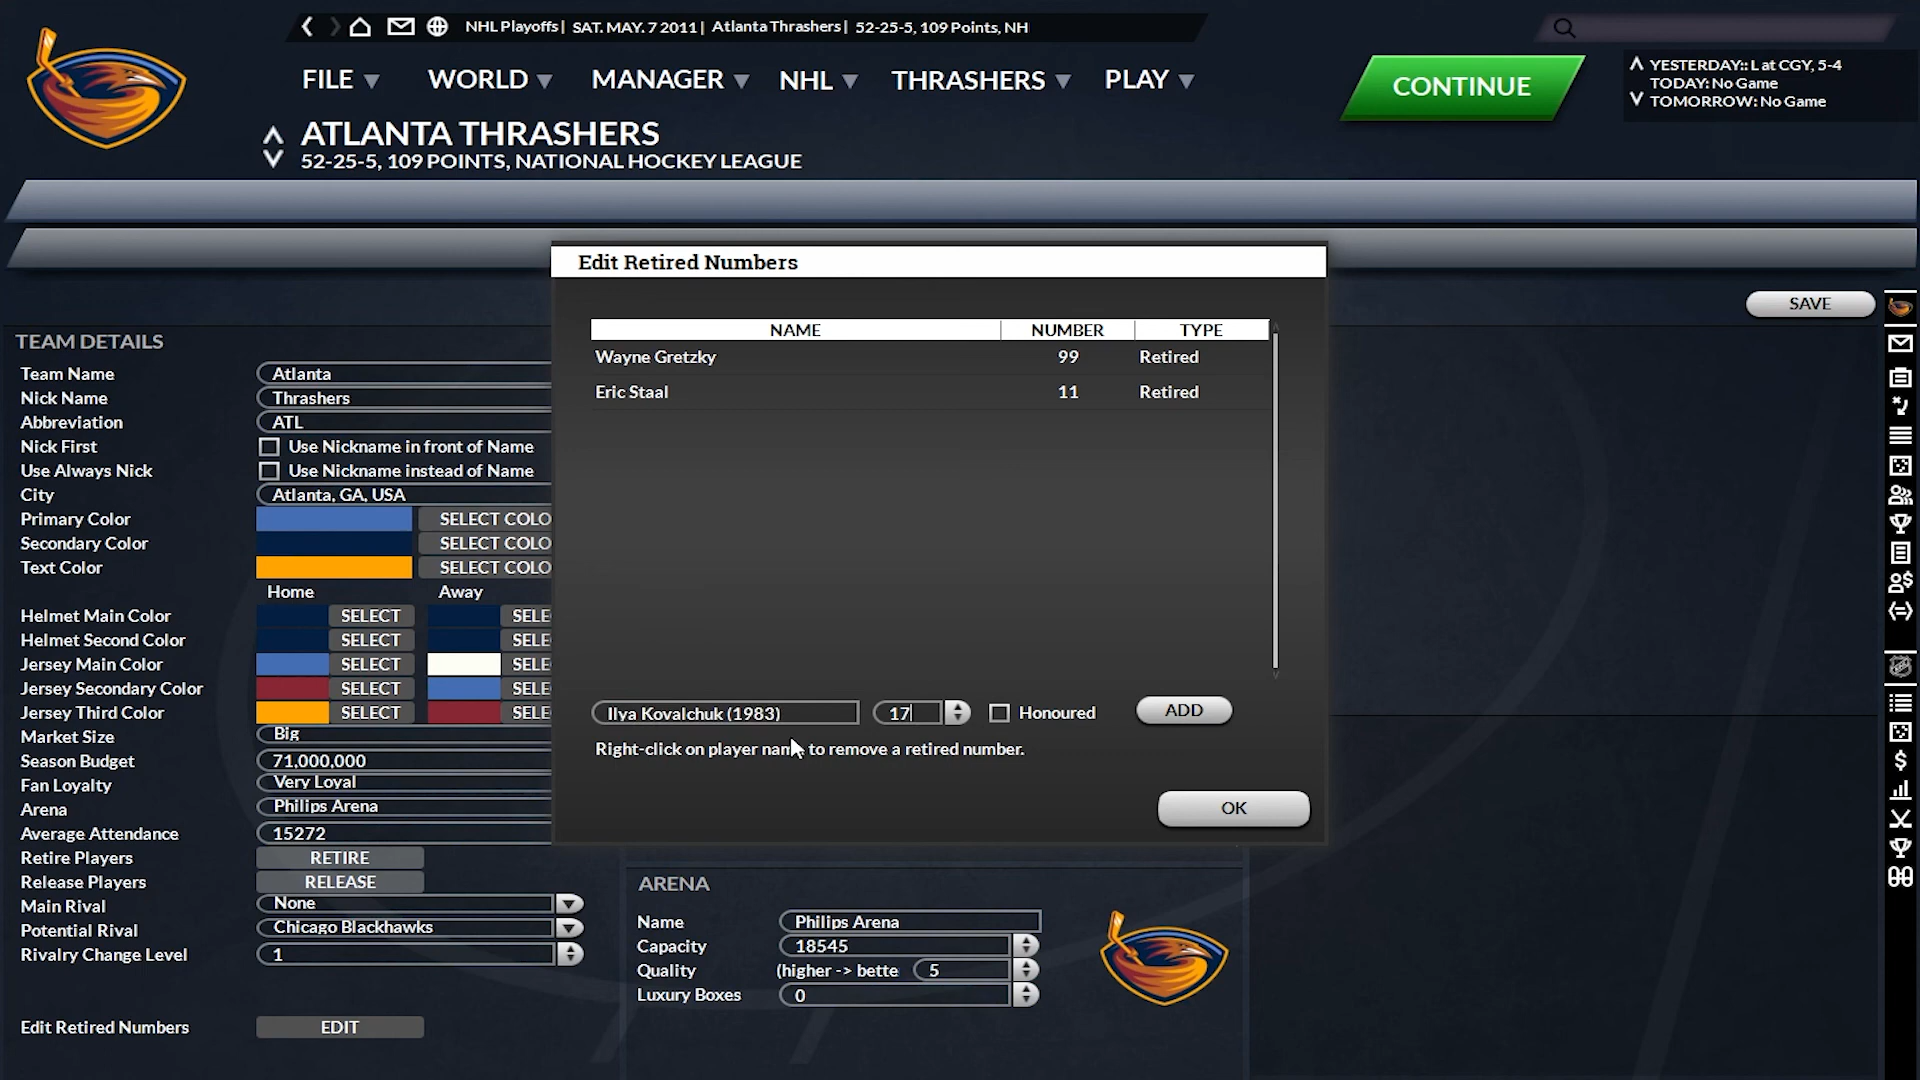 NHL Playoffs | SAT. MAY. 7 2011 | Atlanta Thrashers | 52-25-5, 109 Points, NH
FILE WORLD MANAGER NHL THRASHERS PLAY
CONTINUE
YESTERDAY:: L at CGY, 5-4
TODAY: No Game
TOMORROW: No Game
ATLANTA THRASHERS
52-25-5, 109 POINTS, NATIONAL HOCKEY LEAGUE
SAVE
Edit Retired Numbers
NAME NUMBER TYPE
Wayne Gretzky 99 Retired
Eric Staal 11 Retired
Ilya Kovalchuk (1983) 17 Honoured ADD
Right-click on player name to remove a retired number.
OK
TEAM DETAILS
Team Name Atlanta
Nick Name Thrashers
Abbreviation ATL
Nick First Use Nickname in front of Name
Use Always Nick Use Nickname instead of Name
City Atlanta, GA, USA
Primary Color SELECT COLO
Secondary Color SELECT COLO
Text Color SELECT COLO
Home Away
Helmet Main Color SELECT SELE
Helmet Second Color SELECT SELE
Jersey Main Color SELECT SELE
Jersey Secondary Color SELECT SELE
Jersey Third Color SELECT SELE
Market Size Big
Season Budget 71,000,000
Fan Loyalty Very Loyal
Arena Philips Arena
Average Attendance 15272
Retire Players RETIRE
Release Players RELEASE
Main Rival None
Potential Rival Chicago Blackhawks
Rivalry Change Level 1
Edit Retired Numbers EDIT
ARENA
Name Philips Arena
Capacity 18545
Quality (higher -> bette 5
Luxury Boxes 0